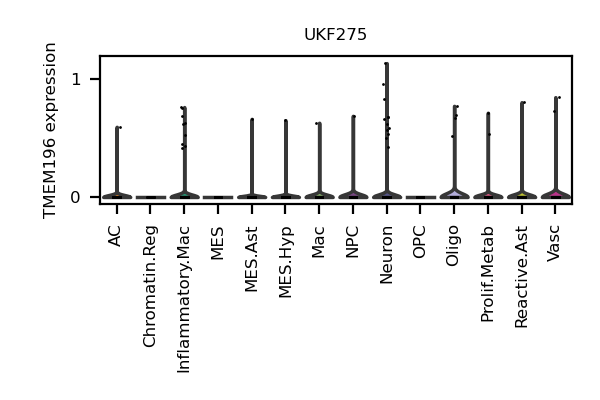 UKF275
TMEM196 expression
1
0
AC
Chromatin.Reg
Inflammatory.Mac
MES
MES.Ast
MES.Hyp
Mac
NPC
Neuron
OPC
Oligo
Prolif.Metab
Reactive.Ast
Vasc